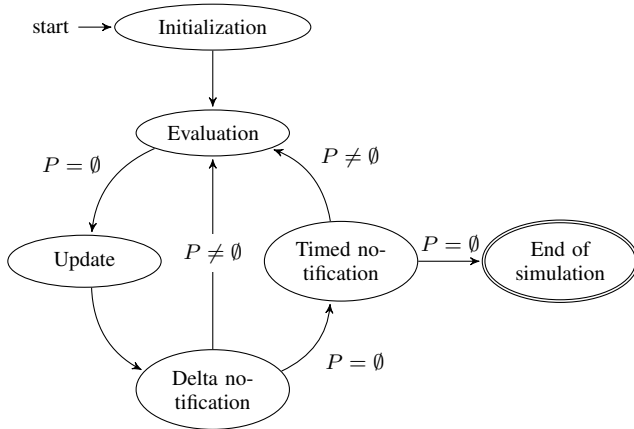 start
Initialization
Evaluation
P = ∅
P ≠ ∅
Update
P ≠ ∅
Timed no-
tification
P = ∅
End of
simulation
P = ∅
Delta no-
tification